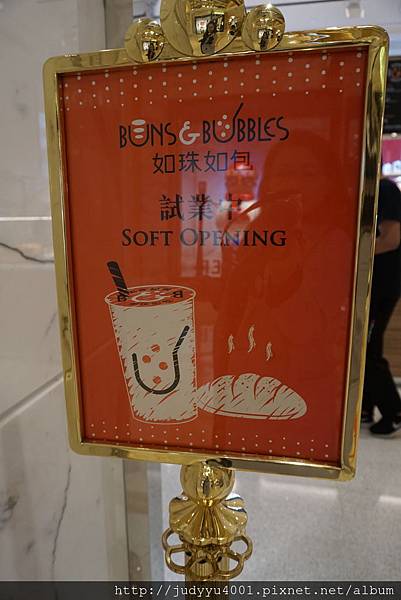 BUNS & BUBBLES
如珠如包
試業中
SOFT OPENING
B B
http://judyyu4001.pixnet.net/album